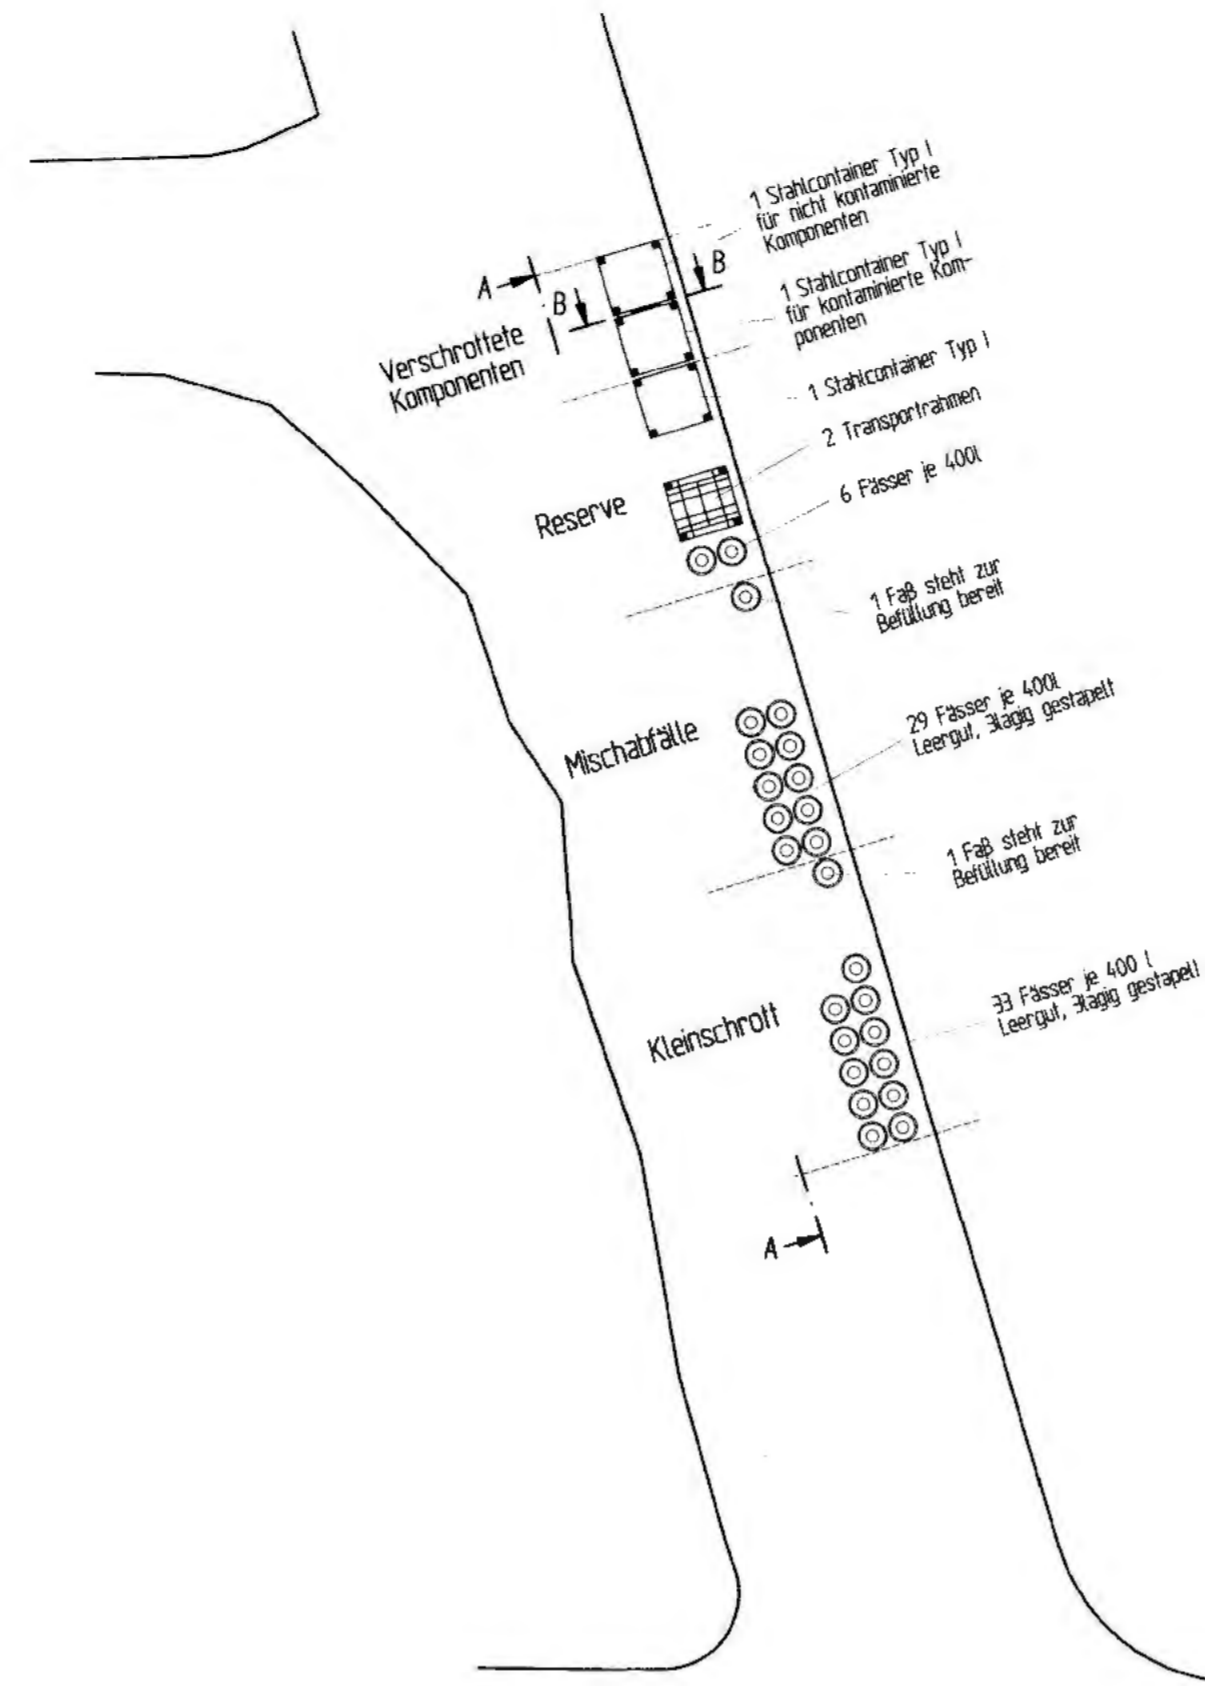 1 Stahlcontainer Typ I
für nicht kontaminierte
Komponenten
A
B
B
1 Stahlcontainer Typ I
für kontaminierte Kom-
ponenten
Verschrottete
Komponenten
1 Stahlcontainer Typ I
2 Transportrahmen
6 Fässer je 400l
Reserve
1 Faß steht zur
Befüllung bereit
29 Fässer je 400l
Leergut, 3lagig gestapelt
Mischabfälle
1 Faß steht zur
Befüllung bereit
33 Fässer je 400 l
Leergut, 3lagig gestapelt
Kleinschrott
A